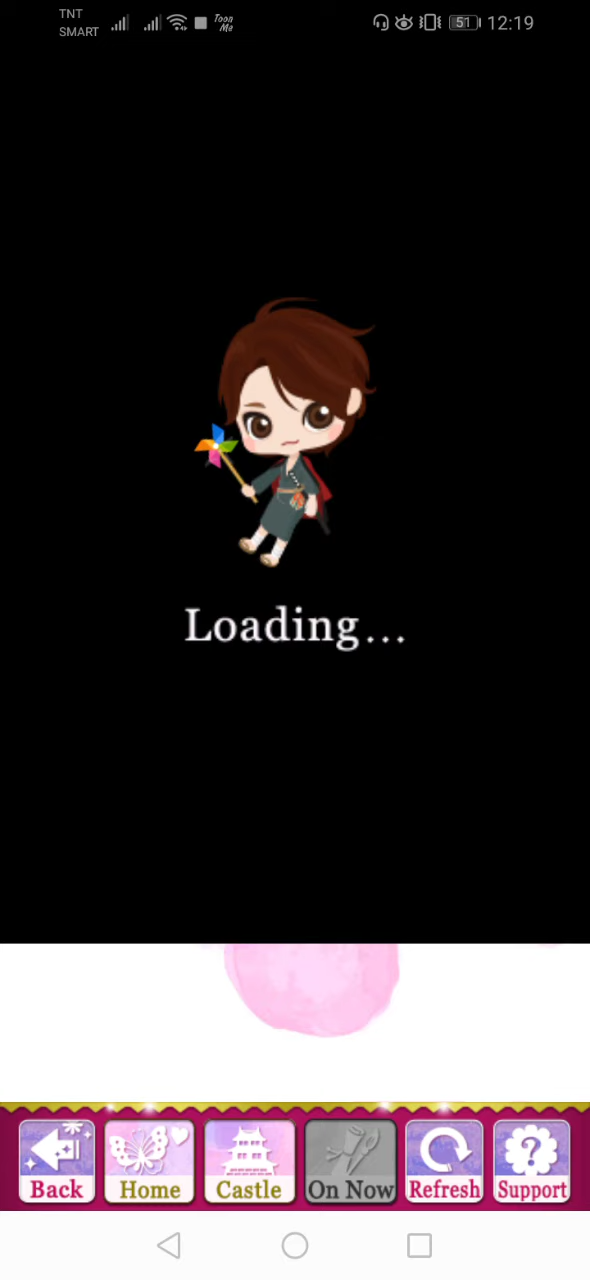 TNT
SMART
Toon
Me
51
12:19
Loading...
Back
Home
Castle
On Now
Refresh
Support